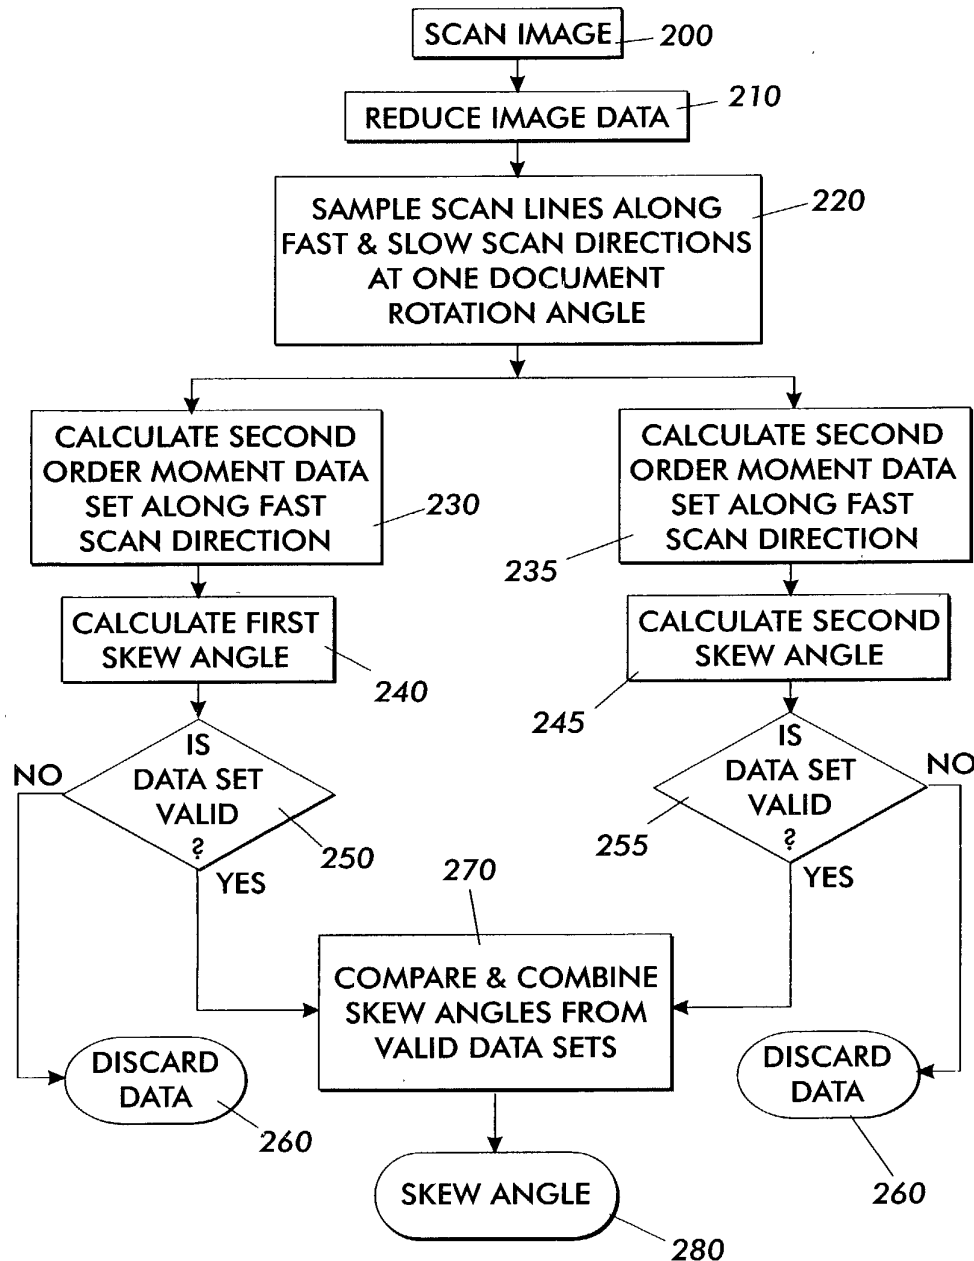 SCAN IMAGE
200
REDUCE IMAGE DATA
210
SAMPLE SCAN LINES ALONG
FAST & SLOW SCAN DIRECTIONS
AT ONE DOCUMENT
ROTATION ANGLE
220
CALCULATE SECOND
ORDER MOMENT DATA
SET ALONG FAST
SCAN DIRECTION
230
CALCULATE SECOND
ORDER MOMENT DATA
SET ALONG FAST
SCAN DIRECTION
235
CALCULATE FIRST
SKEW ANGLE
240
CALCULATE SECOND
SKEW ANGLE
245
IS
DATA SET
VALID
?
NO
250
YES
IS
DATA SET
VALID
?
NO
255
YES
270
COMPARE & COMBINE
SKEW ANGLES FROM
VALID DATA SETS
DISCARD
DATA
260
DISCARD
DATA
260
SKEW ANGLE
280